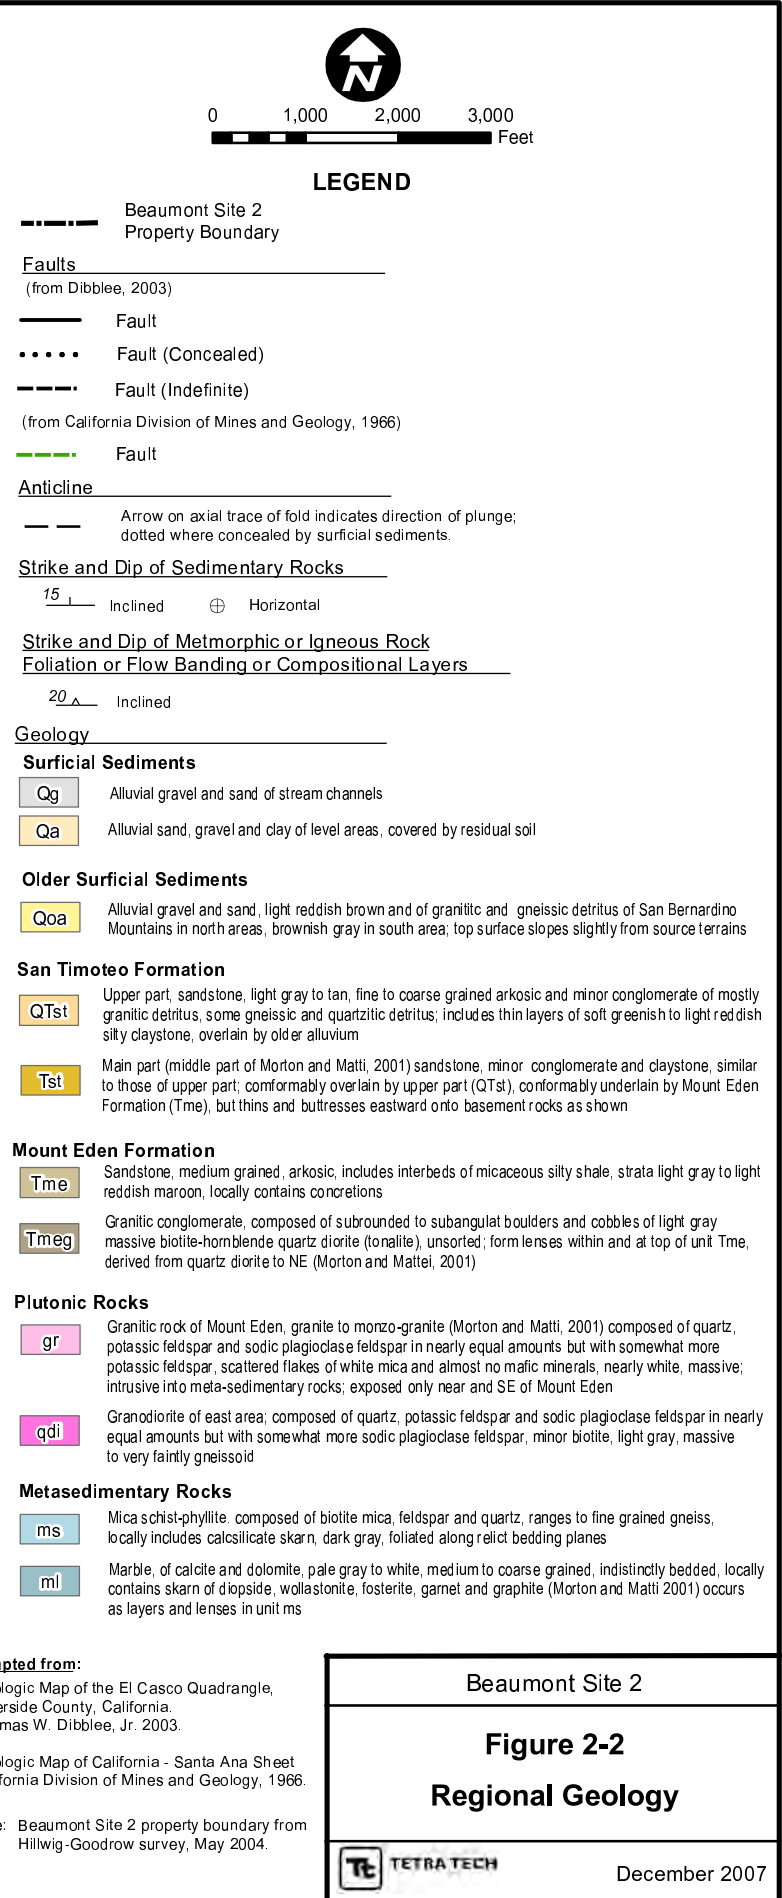 N
0 1,000 2,000 3,000
Feet
LEGEND
Beaumont Site 2
Property Boundary
Faults
(from Dibblee, 2003)
Fault
Fault (Concealed)
Fault (Indefinite)
(from California Division of Mines and Geology, 1966)
Fault
Anticline
Arrow on axial trace of fold indicates direction of plunge;
dotted where concealed by surficial sediments.
Strike and Dip of Sedimentary Rocks
15 Inclined Horizontal
Strike and Dip of Metmorphic or Igneous Rock
Foliation or Flow Banding or Compositional Layers
20 Inclined
Geology
Surficial Sediments
Qg Alluvial gravel and sand of stream channels
Qa Alluvial sand, gravel and clay of level areas, covered by residual soil
Older Surficial Sediments
Qoa
Alluvial gravel and sand, light reddish brown and of granititc and gneissic detritus of San Bernardino
Mountains in north areas, brownish gray in south area; top surface slopes slightly from source terrains
San Timoteo Formation
QTst
Upper part, sandstone, light gray to tan, fine to coarse grained arkosic and minor conglomerate of mostly
granitic detritus, some gneissic and quartzitic detritus; includes thin layers of soft greenish to light reddish
silty claystone, overlain by older alluvium
Tst
Main part (middle part of Morton and Matti, 2001) sandstone, minor conglomerate and claystone, similar
to those of upper part; comformably overlain by upper part (QTst), conformably underlain by Mount Eden
Formation (Tme), but thins and buttresses eastward onto basement rocks as shown
Mount Eden Formation
Tme
Sandstone, medium grained, arkosic, includes interbeds of micaceous silty shale, strata light gray to light
reddish maroon, locally contains concretions
Tmeg
Granitic conglomerate, composed of subrounded to subangulat boulders and cobbles of light gray
massive biotite-hornblende quartz diorite (tonalite), unsorted; form lenses within and at top of unit Tme,
derived from quartz diorite to NE (Morton and Mattei, 2001)
Plutonic Rocks
gr
Granitic rock of Mount Eden, granite to monzo-granite (Morton and Matti, 2001) composed of quartz,
potassic feldspar and sodic plagioclase feldspar in nearly equal amounts but with somewhat more
potassic feldspar, scattered flakes of white mica and almost no mafic minerals, nearly white, massive;
intrusive into meta-sedimentary rocks; exposed only near and SE of Mount Eden
qdi
Granodiorite of east area; composed of quartz, potassic feldspar and sodic plagioclase feldspar in nearly
equal amounts but with somewhat more sodic plagioclase feldspar, minor biotite, light gray, massive
to very faintly gneissoid
Metasedimentary Rocks
ms
Mica schist-phyllite. composed of biotite mica, feldspar and quartz, ranges to fine grained gneiss,
locally includes calcsilicate skarn, dark gray, foliated along relict bedding planes
ml
Marble, of calcite and dolomite, pale gray to white, medium to coarse grained, indistinctly bedded, locally
contains skarn of diopside, wollastonite, fosterite, garnet and graphite (Morton and Matti 2001) occurs
as layers and lenses in unit ms
pted from:
logic Map of the El Casco Quadrangle,
erside County, California.
mas W. Dibblee, Jr. 2003.
logic Map of California - Santa Ana Sheet
fornia Division of Mines and Geology, 1966.
e: Beaumont Site 2 property boundary from
Hillwig-Goodrow survey, May 2004.
Beaumont Site 2
Figure 2-2
Regional Geology
Tt TETRA TECH
December 2007